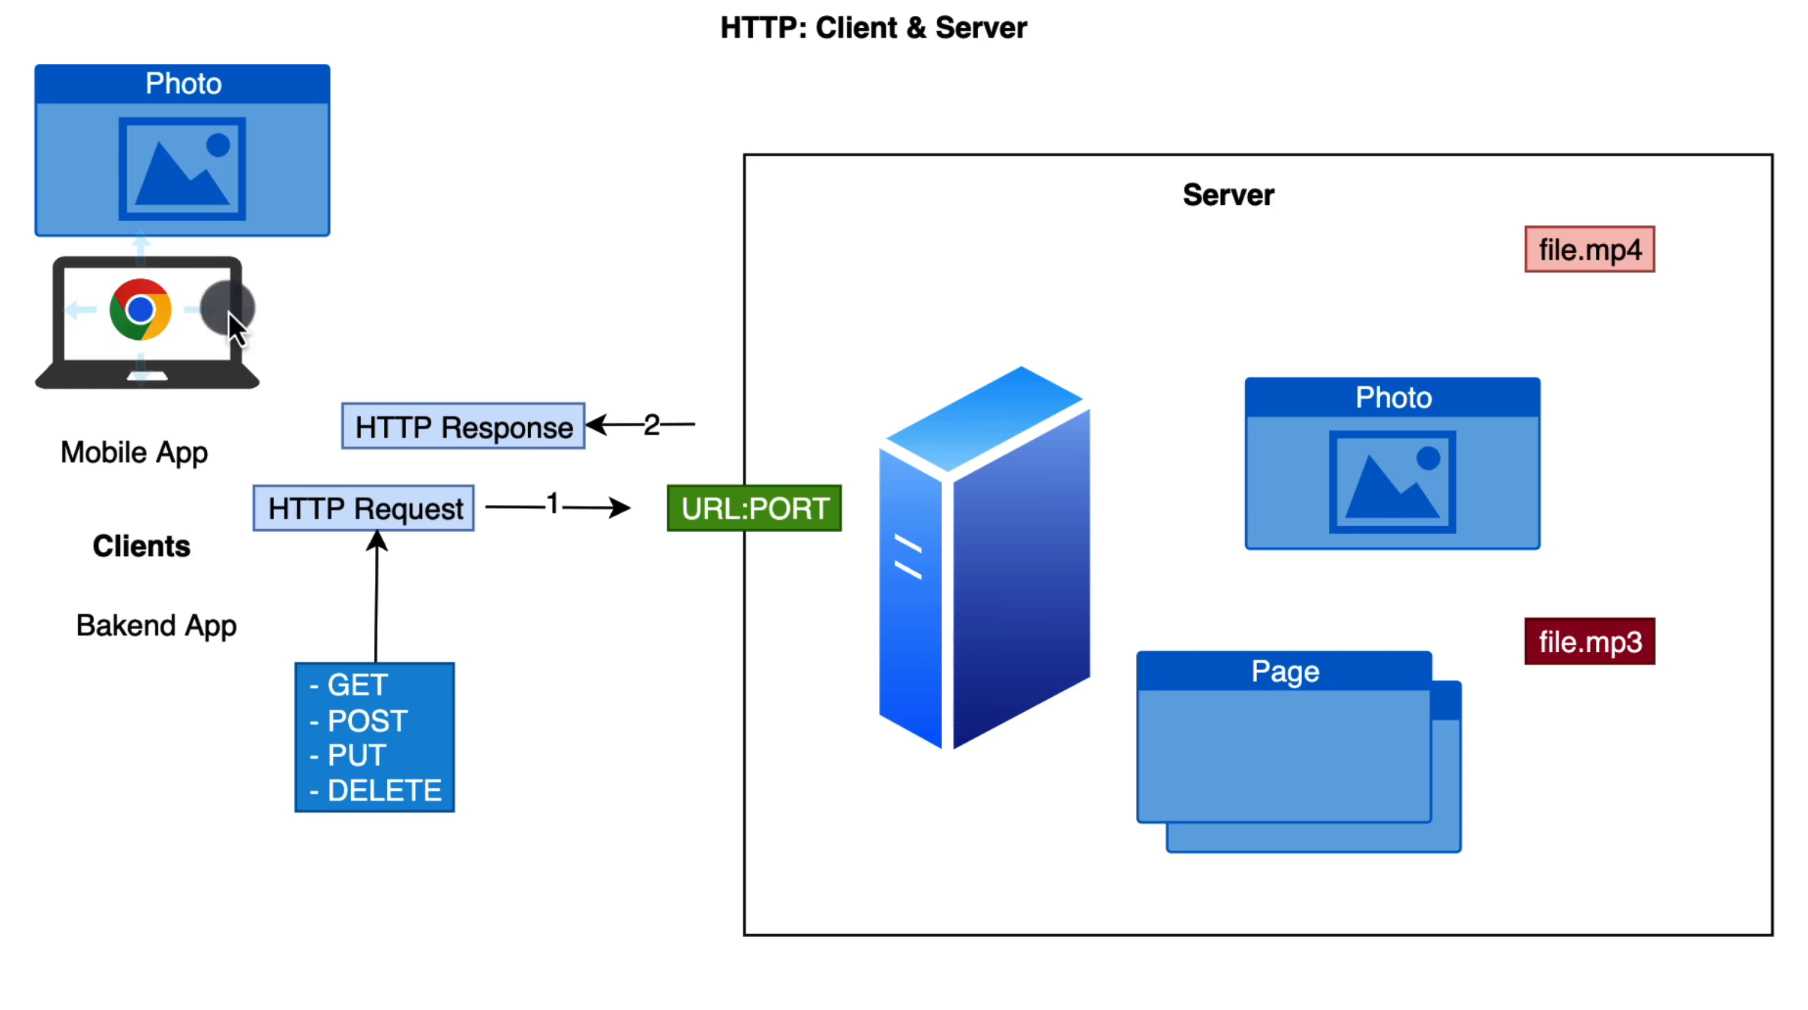 HTTP: Client & Server
Photo
Server
file.mp4
Photo
HTTP Response
2
Mobile App
HTTP Request
1
URL:PORT
Clients
Bakend App
file.mp3
Page
- GET
- POST
- PUT
- DELETE